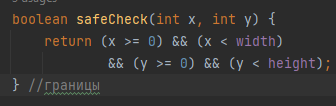 boolean safeCheck(int x, int y) {
    return (x >= 0) && (x < width)
            && (y >= 0) && (y < height);
} //границы